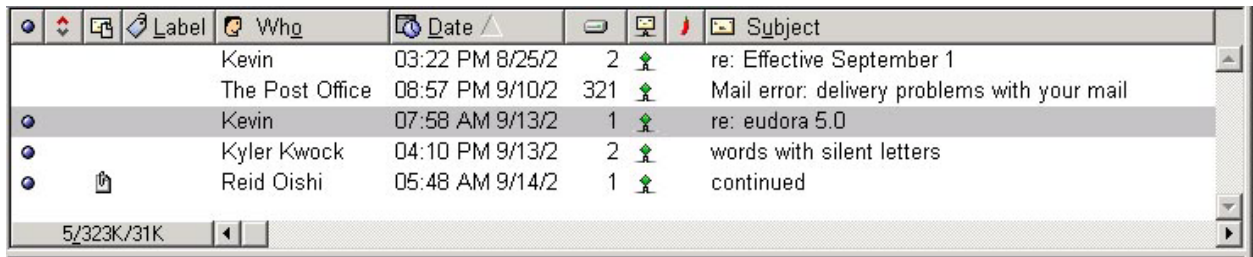 Label Who Date Subject
Kevin 03:22 PM 8/25/2 2 re: Effective September 1
The Post Office 08:57 PM 9/10/2 321 Mail error: delivery problems with your mail
Kevin 07:58 AM 9/13/2 1 re: eudora 5.0
Kyler Kwock 04:10 PM 9/13/2 2 words with silent letters
Reid Oishi 05:48 AM 9/14/2 1 continued
5/323K/31K